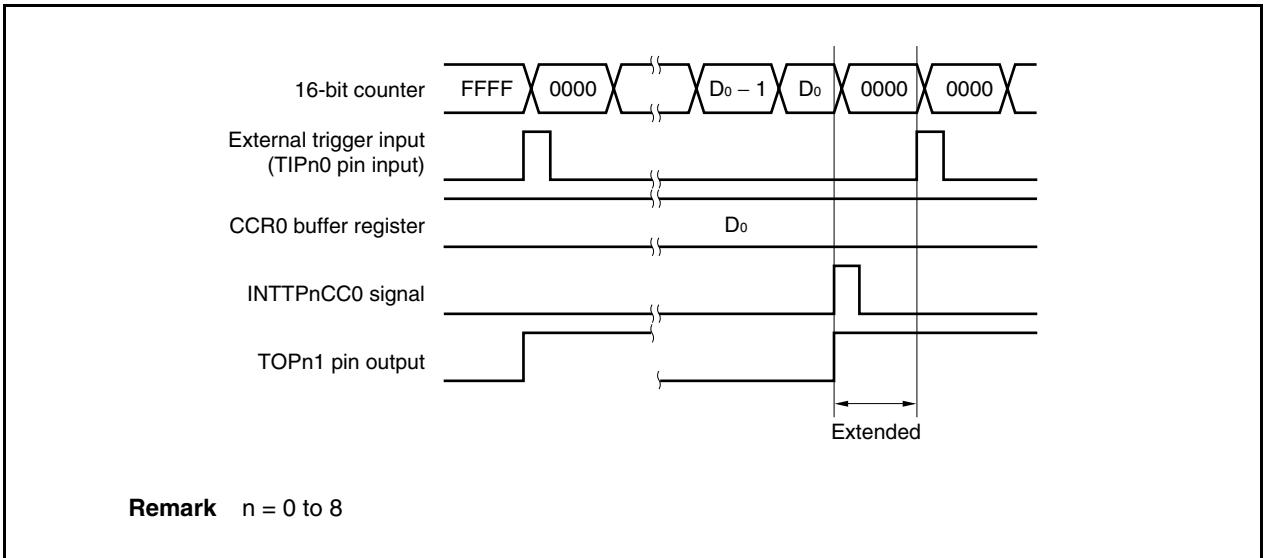 16-bit counter FFFF 0000 D0 − 1 D0 0000 0000
External trigger input
(TIPn0 pin input)
CCR0 buffer register D0
INTTPnCC0 signal
TOPn1 pin output
Extended
Remark n = 0 to 8